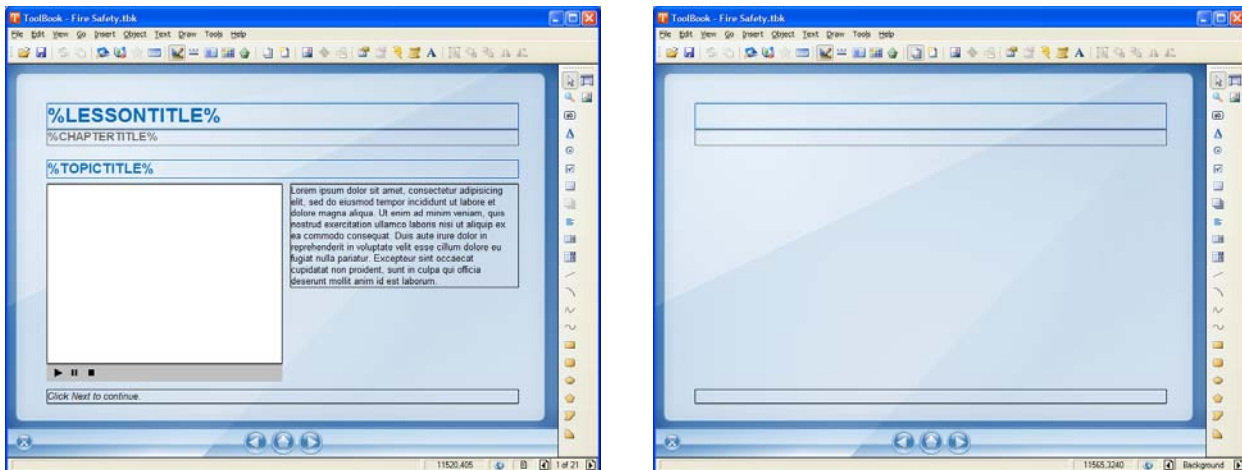 ToolBook - Fire Safety.tbk
File Edit View Go Insert Object Text Draw Tools Help
%LESSONTITLE%
%CHAPTERTITLE%
%TOPICTITLE%
Lorem ipsum dolor sit amet, consectetur adipisicing
elit, sed do eiusmod tempor incididunt ut labore et
dolore magna aliqua. Ut enim ad minim veniam, quis
nostrud exercitation ullamco laboris nisi ut aliquip ex
ea commodo consequat. Duis aute irure dolor in
reprehenderit in voluptate velit esse cillum dolore eu
fugiat nulla pariatur. Excepteur sint occaecat
cupidatat non proident, sunt in culpa qui officia
deserunt mollit anim id est laborum.
Click Next to continue.
11520,405 1 of 21
ToolBook - Fire Safety.tbk
File Edit View Go Insert Object Text Draw Tools Help
11565,3240 Background